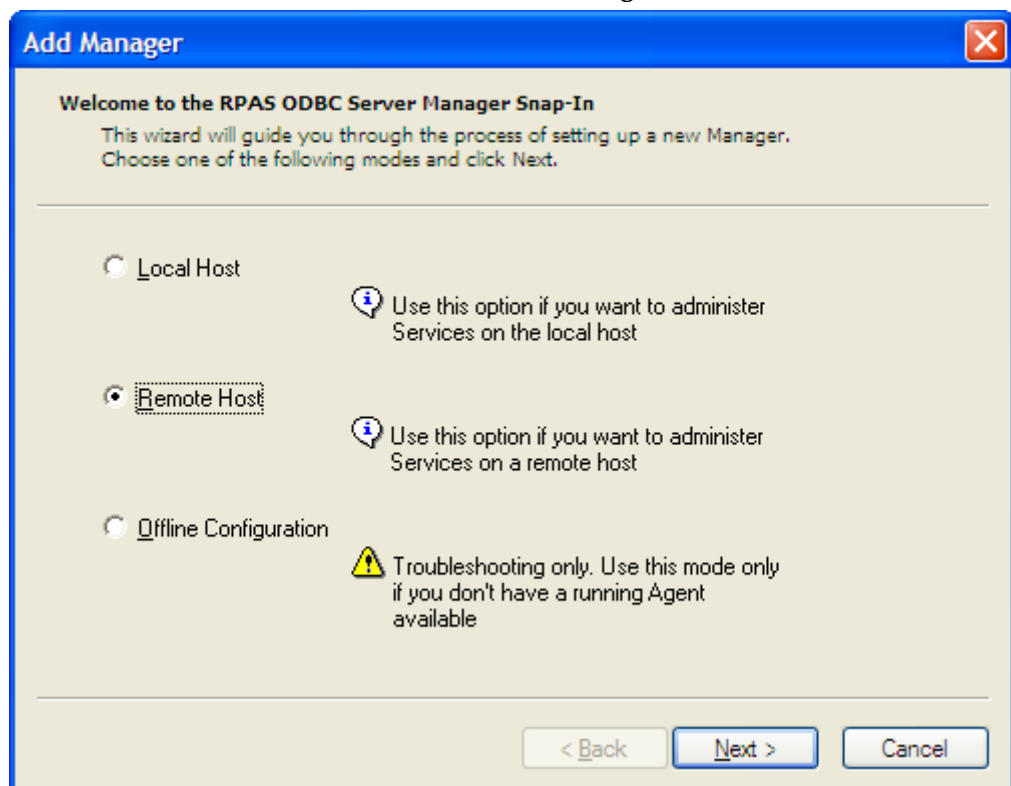 Add Manager
Welcome to the RPAS ODBC Server Manager Snap-In
This wizard will guide you through the process of setting up a new Manager.
Choose one of the following modes and click Next.
Local Host
Use this option if you want to administer
Services on the local host
Remote Host
Use this option if you want to administer
Services on a remote host
Offline Configuration
Troubleshooting only. Use this mode only
if you don't have a running Agent
available
< Back Next > Cancel